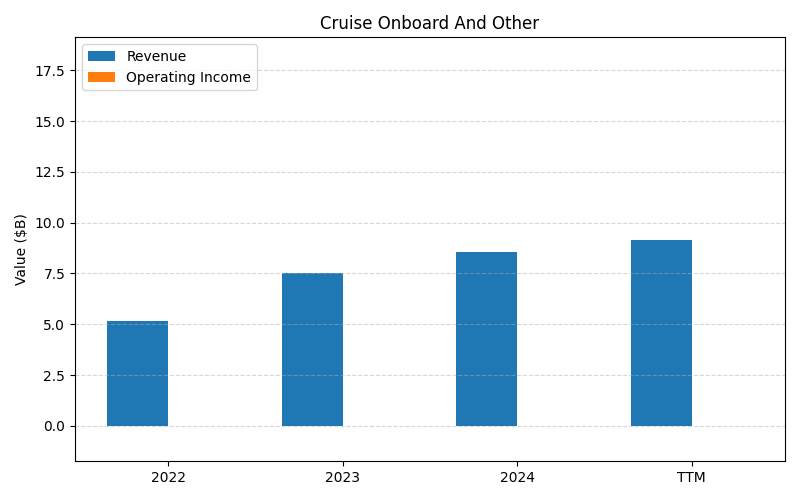 Cruise Onboard And Other
Revenue
Operating Income
Value ($B)
17.5
15.0
12.5
10.0
7.5
5.0
2.5
0.0
2022
2023
2024
TTM